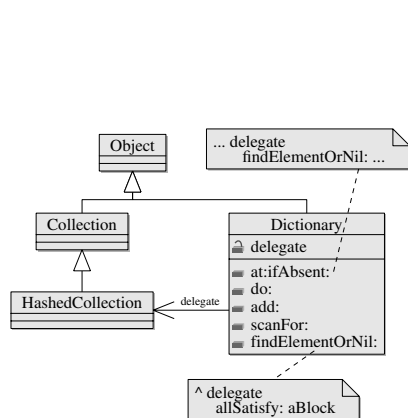 Object
... delegate
findElementOrNil: ...
Collection
Dictionary
delegate
HashedCollection
delegate
at:ifAbsent:
do:
add:
scanFor:
findElementOrNil:
^ delegate
allSatisfy: aBlock